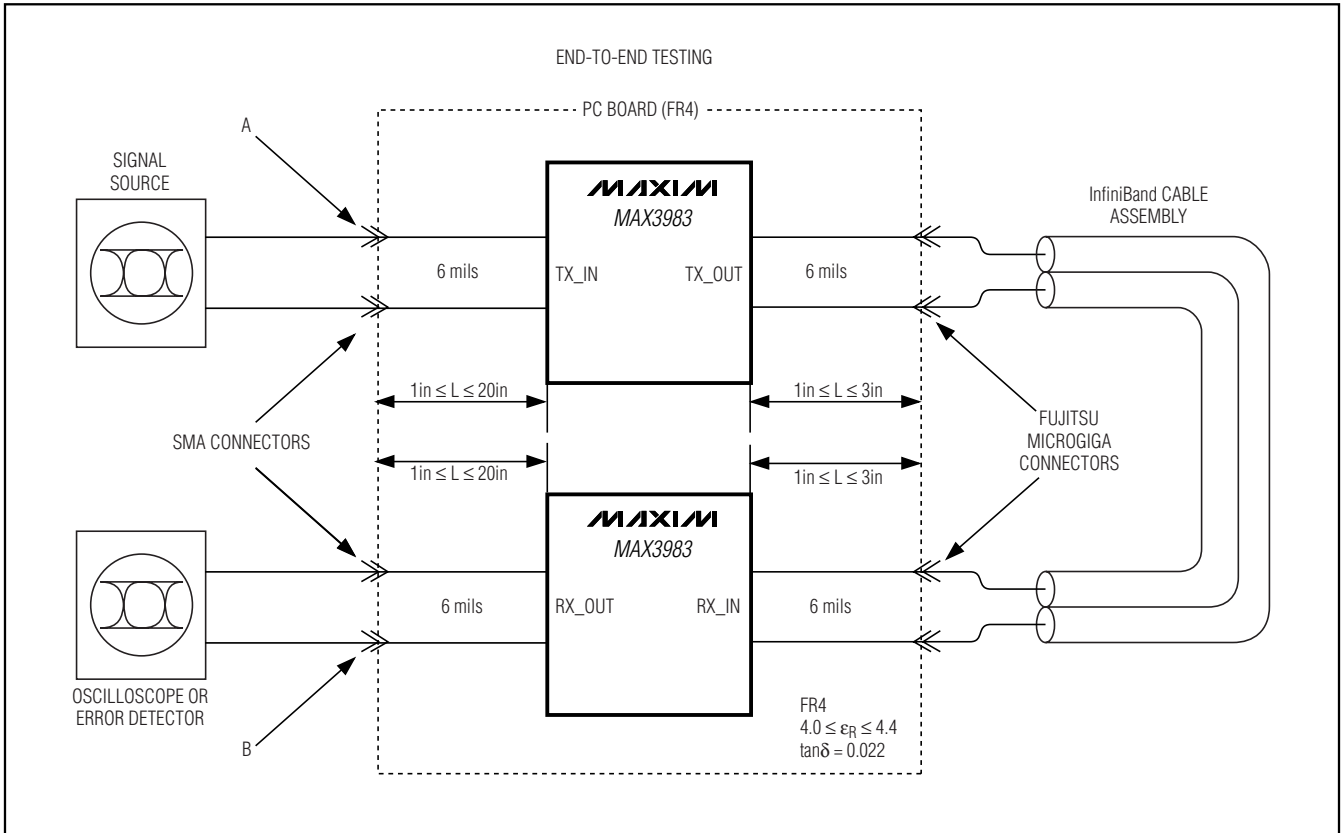 END-TO-END TESTING
PC BOARD (FR4)
A
SIGNAL
SOURCE
MAXIM
MAX3983
InfiniBand CABLE
ASSEMBLY
6 mils
TX_IN
TX_OUT
6 mils
1in ≤ L ≤ 20in
1in ≤ L ≤ 3in
SMA CONNECTORS
FUJITSU
MICROGIGA
CONNECTORS
1in ≤ L ≤ 20in
1in ≤ L ≤ 3in
MAXIM
MAX3983
6 mils
RX_OUT
RX_IN
6 mils
OSCILLOSCOPE OR
ERROR DETECTOR
B
FR4
4.0 ≤ εR ≤ 4.4
tanδ = 0.022